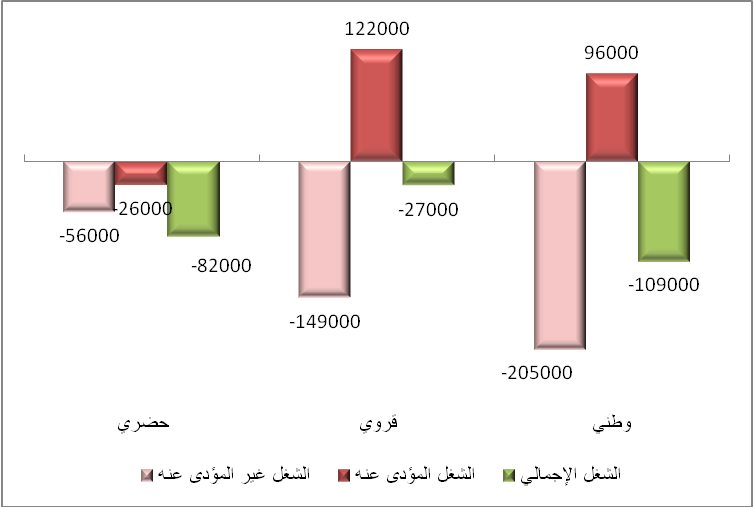 122000
96000
-26000
-27000
-56000
-82000
-109000
-149000
-205000
حضري
قروي
وطني
الشغل غير المؤدى عنه
الشغل المؤدى عنه
الشغل الإجمالي